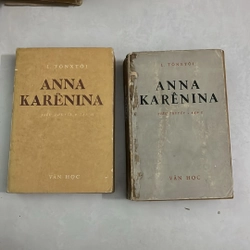 L. TÔNXTÔI
ANNA
KARÊNINA
VĂN HỌC
L. TÔNXTÔI
ANNA
KARÊNINA
VĂN HỌC